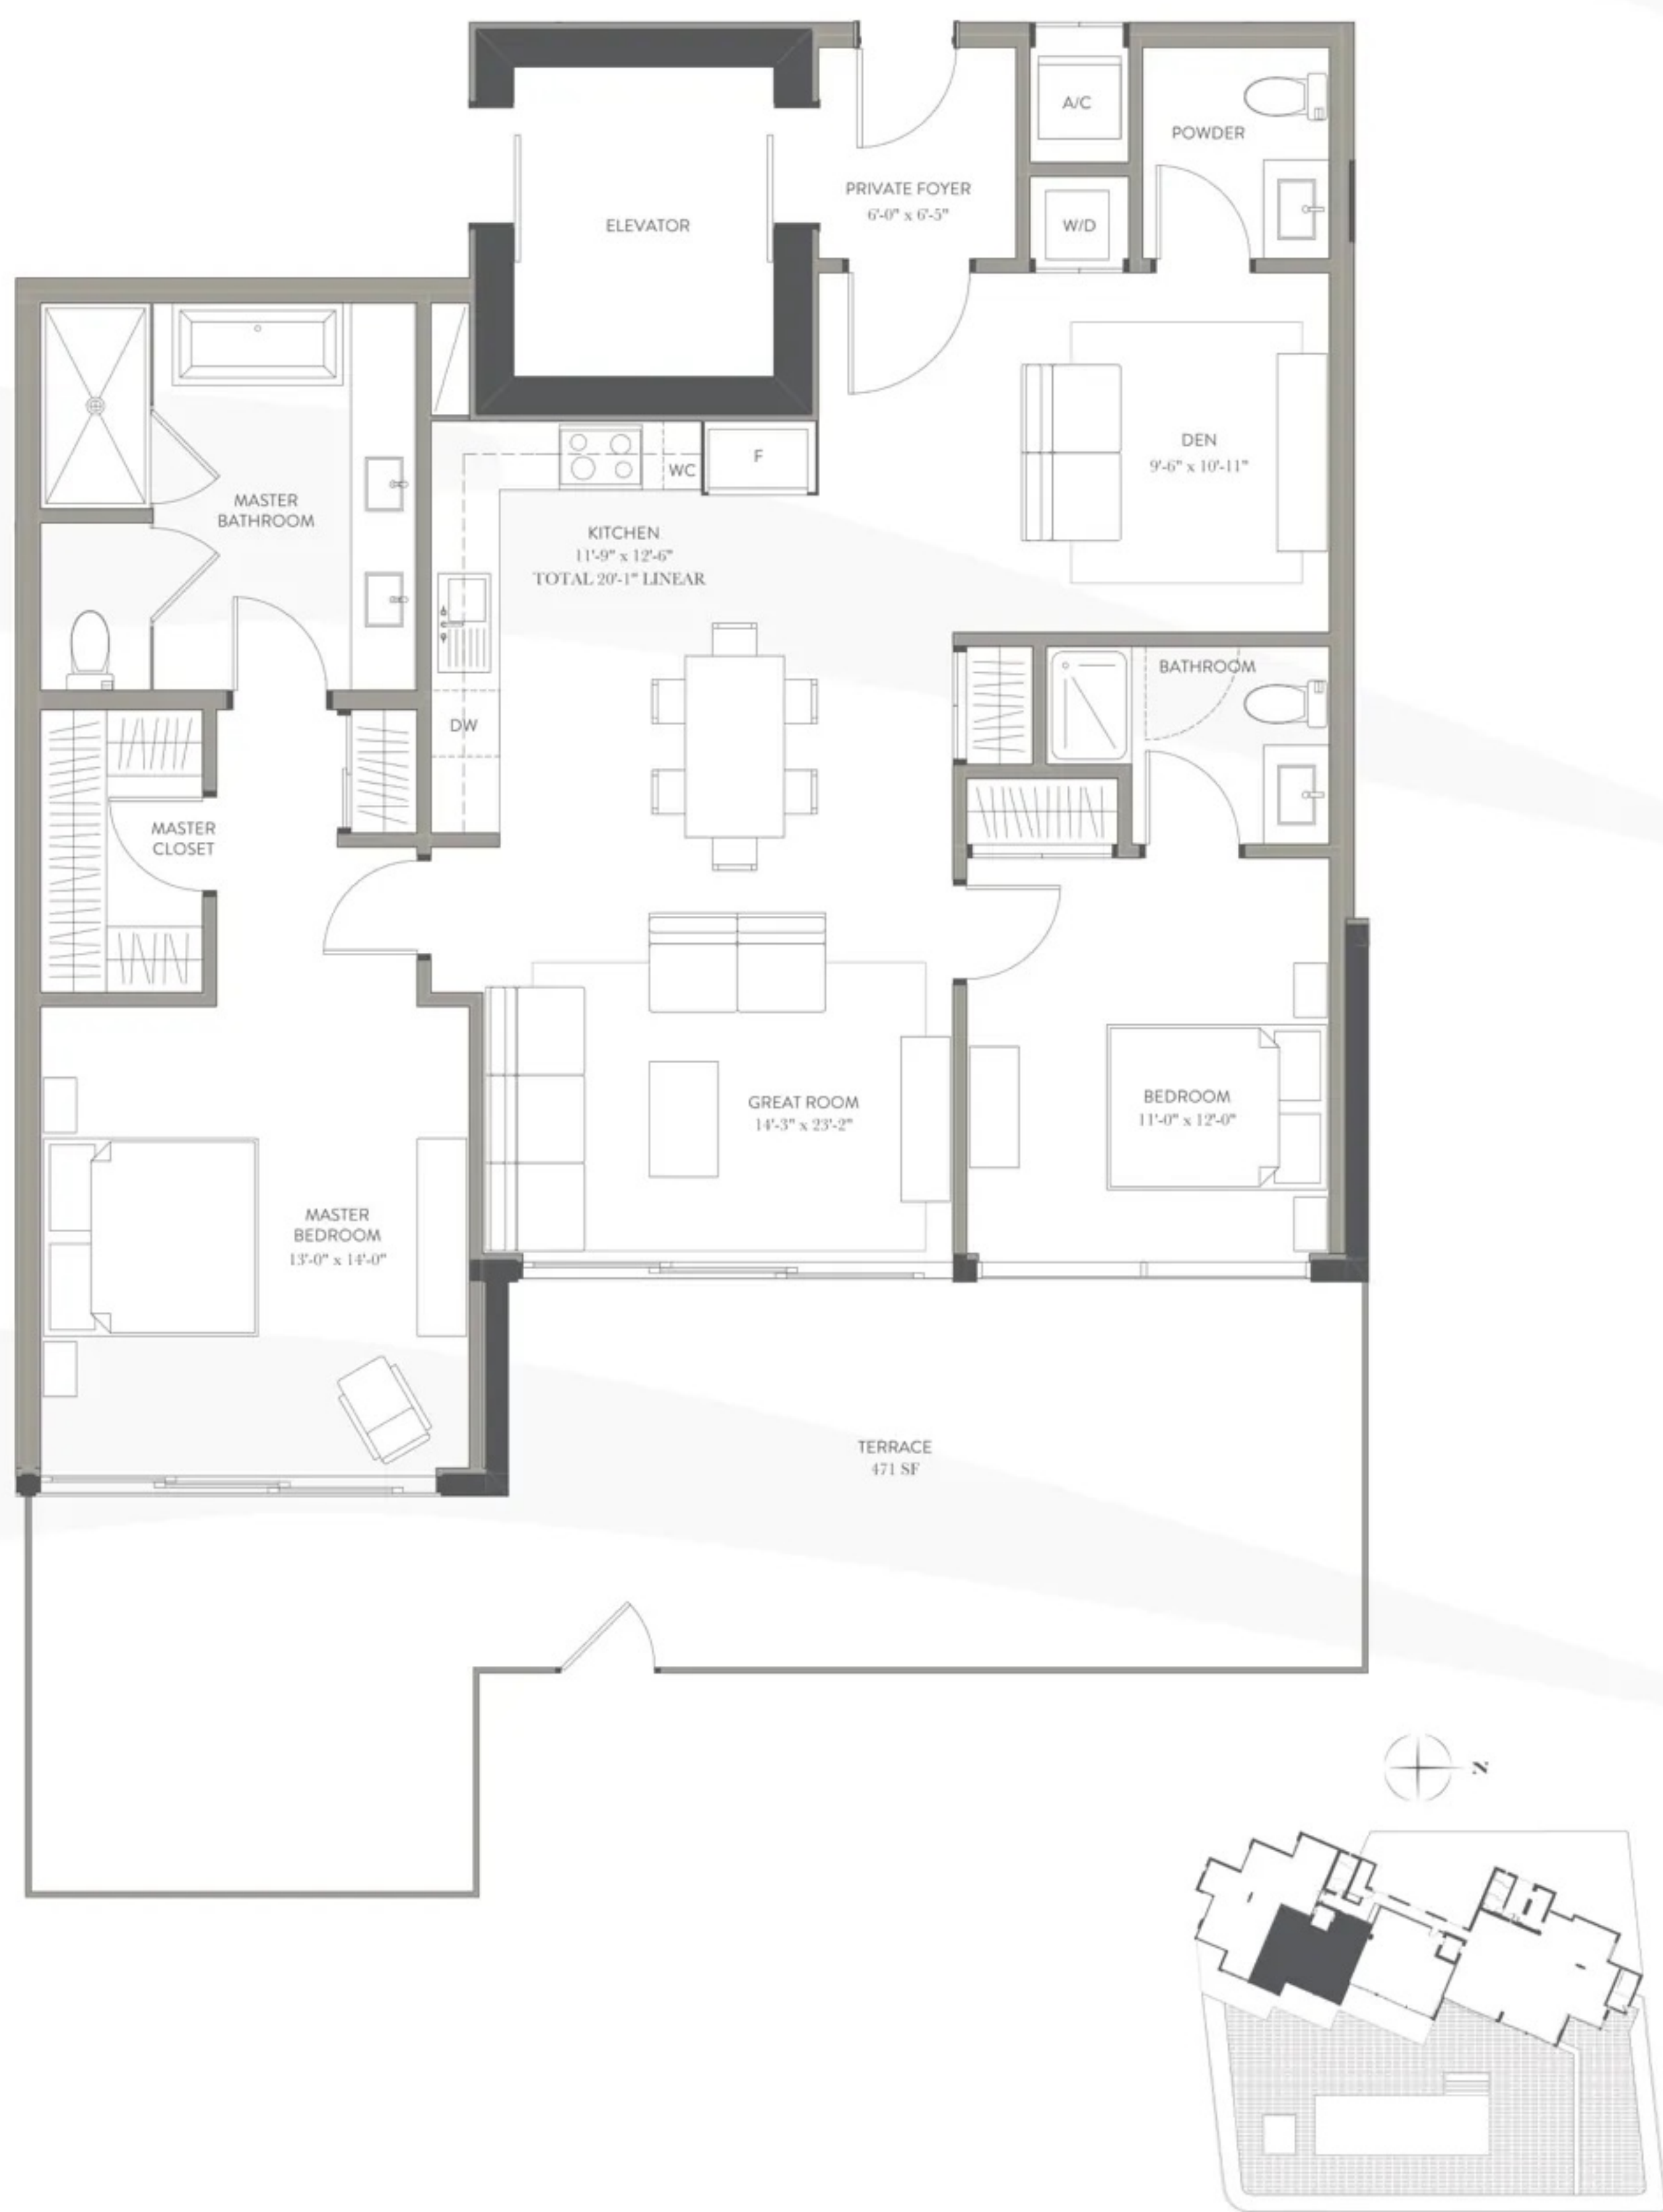 A/C
POWDER
PRIVATE FOYER
6'-0" x 6'-5"
ELEVATOR
W/D
DEN
9'-6" x 10'-11"
WC
F
MASTER
BATHROOM
KITCHEN
11'-9" x 12'-6"
TOTAL 20'-1" LINEAR
BATHROOM
DW
MASTER
CLOSET
GREAT ROOM
14'-3" x 23'-2"
BEDROOM
11'-0" x 12'-0"
MASTER
BEDROOM
13'-0" x 14'-0"
TERRACE
471 SF
N